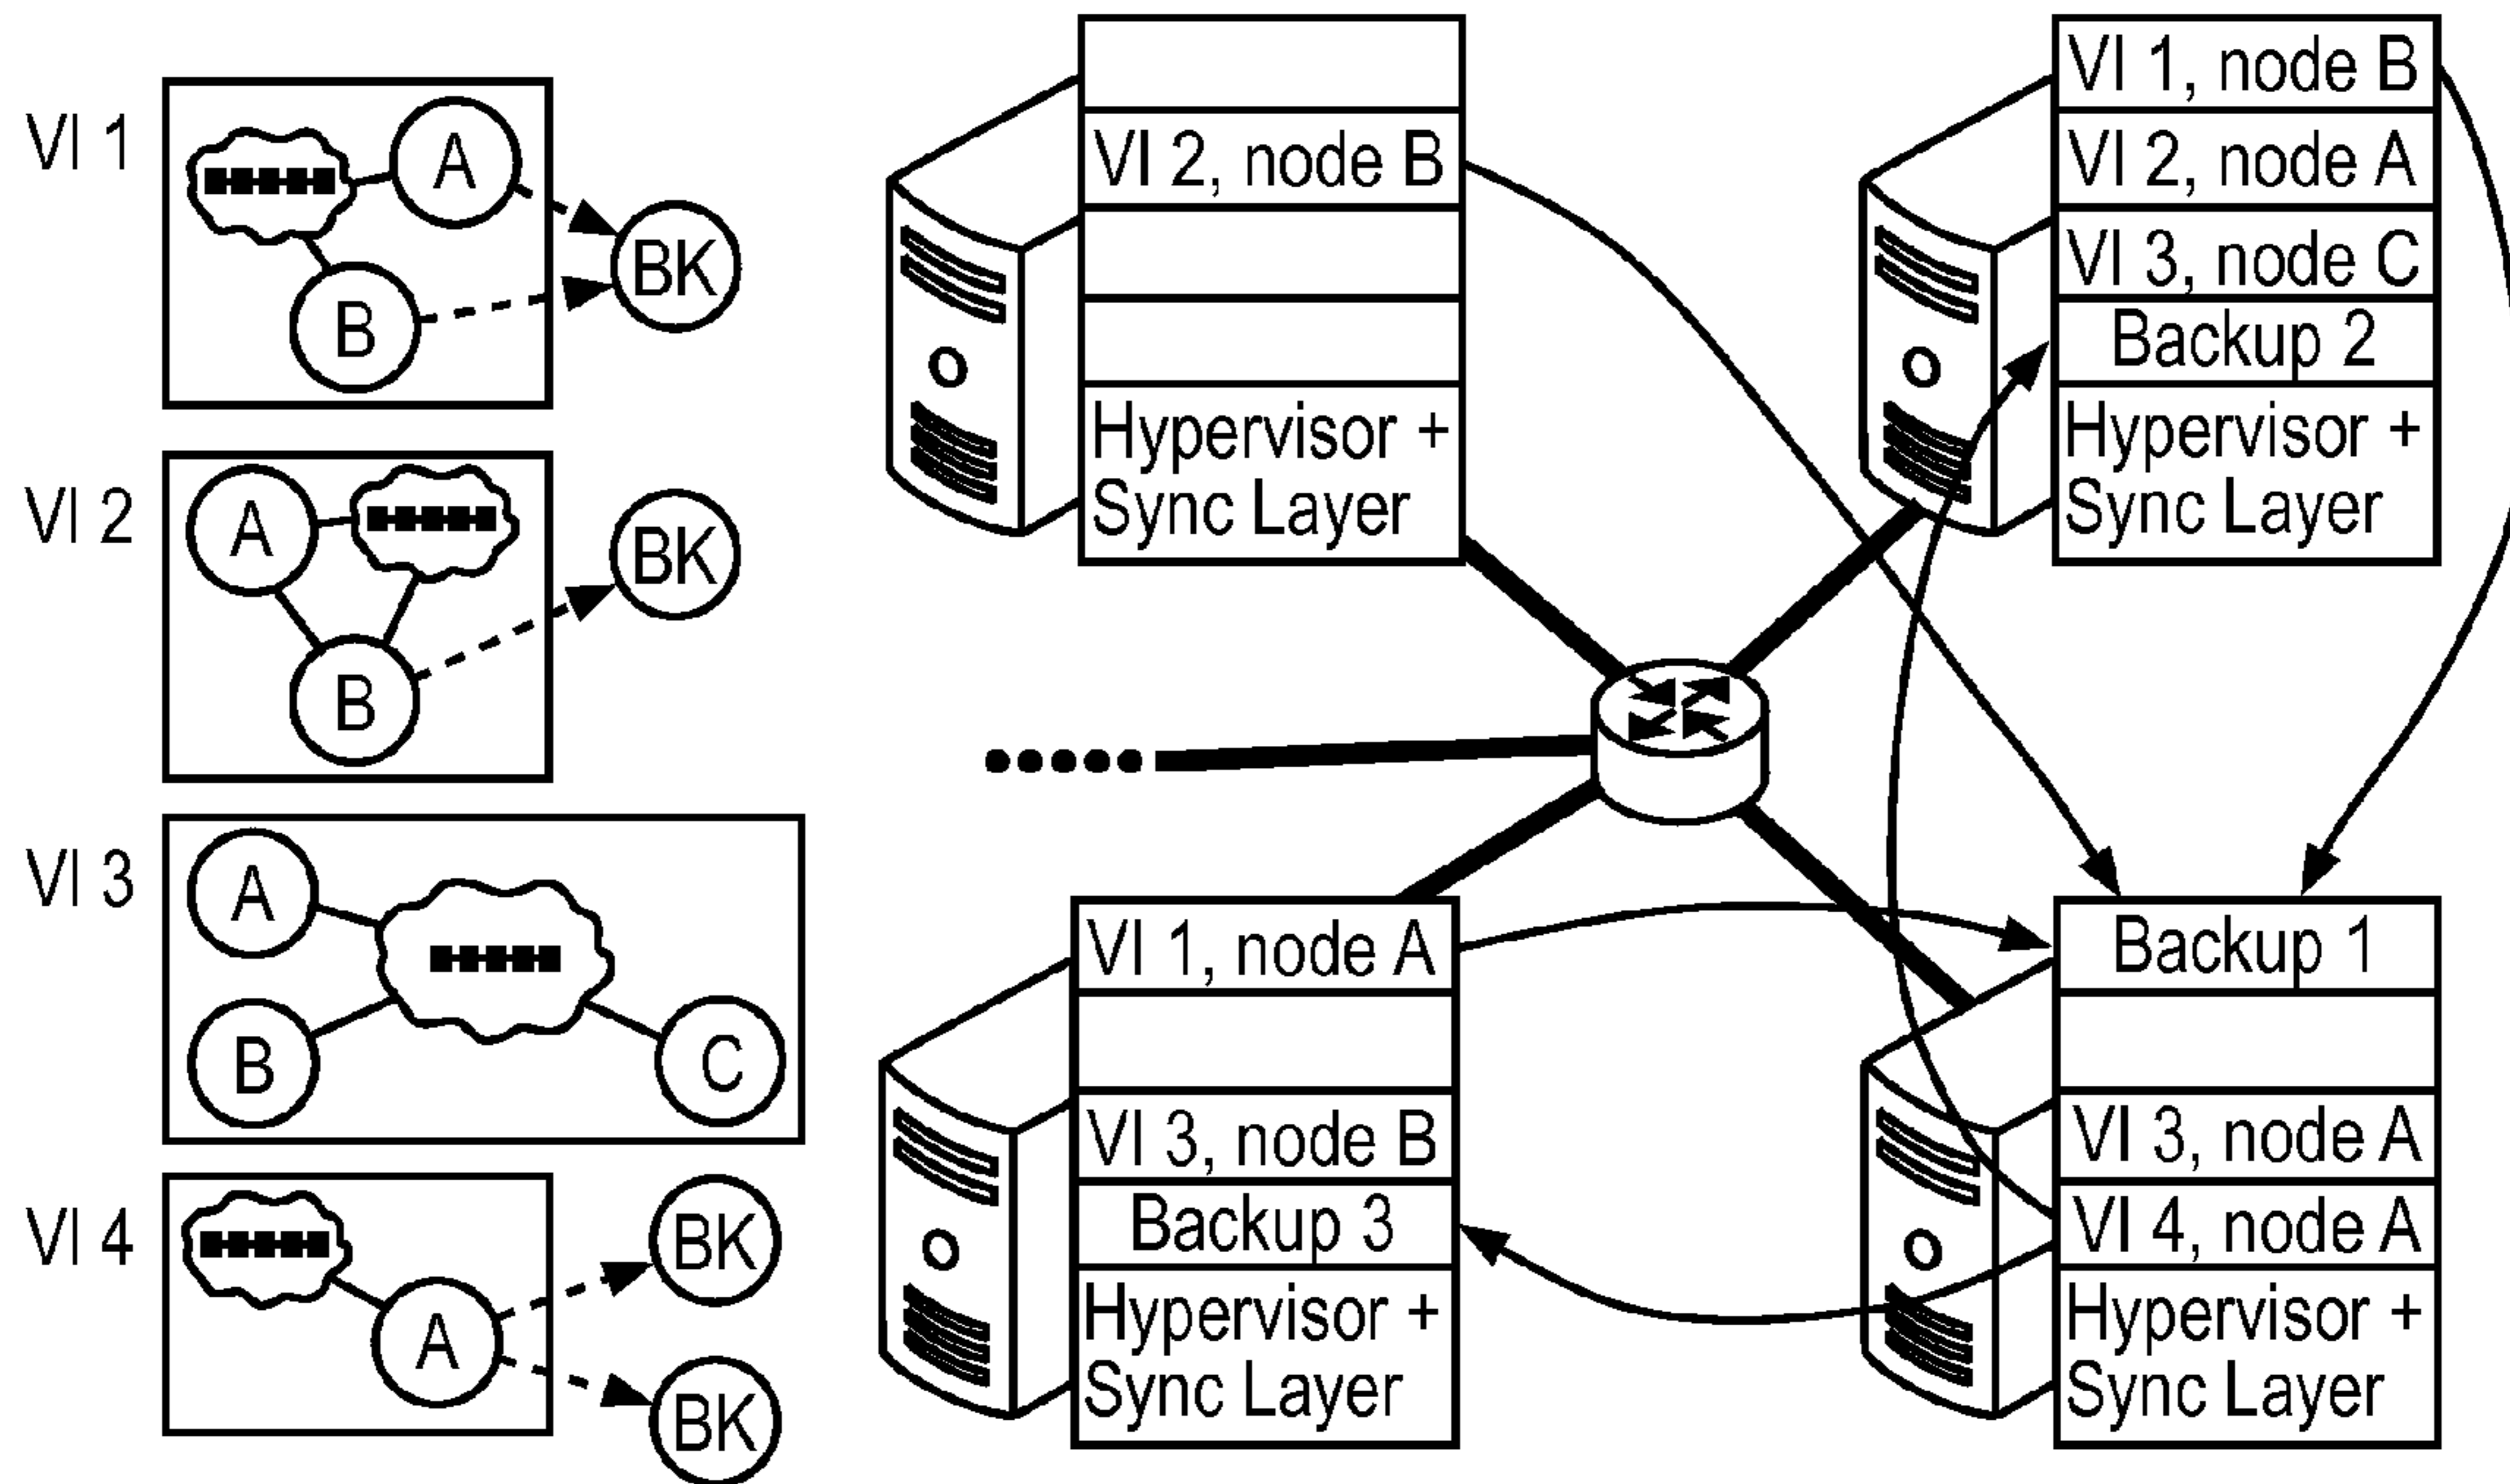 VI 1
A
B
BK
VI 2
A
B
BK
VI 3
A
B
C
VI 4
A
BK
BK
VI 2, node B
Hypervisor +
Sync Layer
VI 1, node B
VI 2, node A
VI 3, node C
Backup 2
Hypervisor +
Sync Layer
VI 1, node A
VI 3, node B
Backup 3
Hypervisor +
Sync Layer
Backup 1
VI 3, node A
VI 4, node A
Hypervisor +
Sync Layer